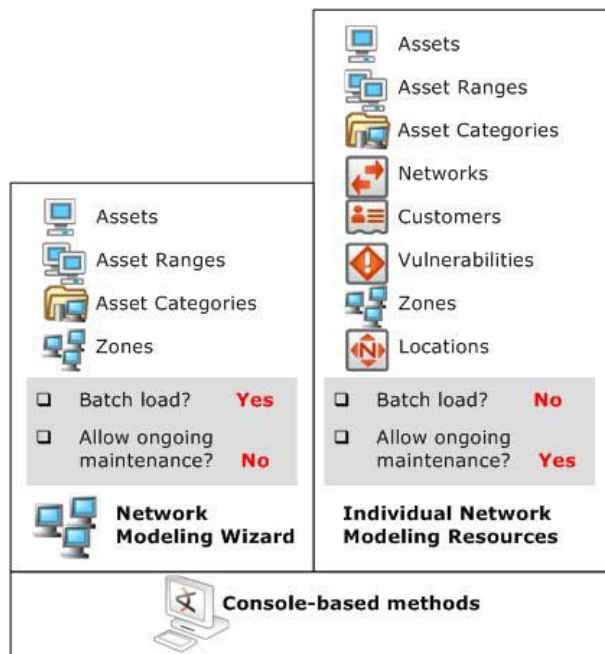 Assets
Asset Ranges
Asset Categories
Zones
Batch load? Yes
Allow ongoing
maintenance? No
Network
Modeling Wizard
Assets
Asset Ranges
Asset Categories
Networks
Customers
Vulnerabilities
Zones
N
Locations
Batch load? No
Allow ongoing
maintenance? Yes
Individual Network
Modeling Resources
Console-based methods